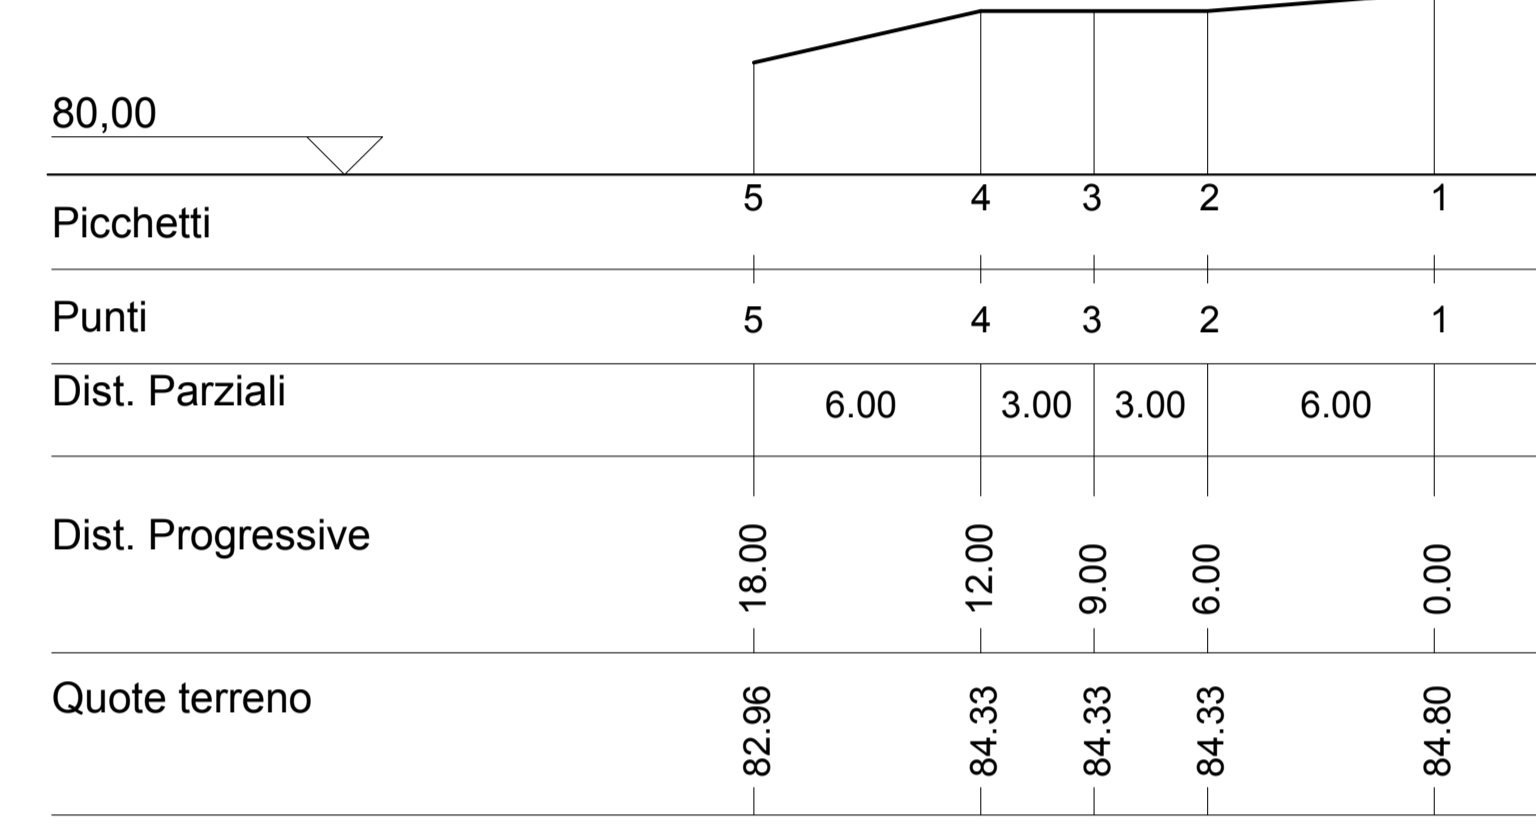 80,00
Picchetti 5 4 3 2 1
Punti 5 4 3 2 1
Dist. Parziali 6.00 3.00 3.00 6.00
Dist. Progressive 18.00 12.00 9.00 6.00 0.00
Quote terreno 82.96 84.33 84.33 84.33 84.80